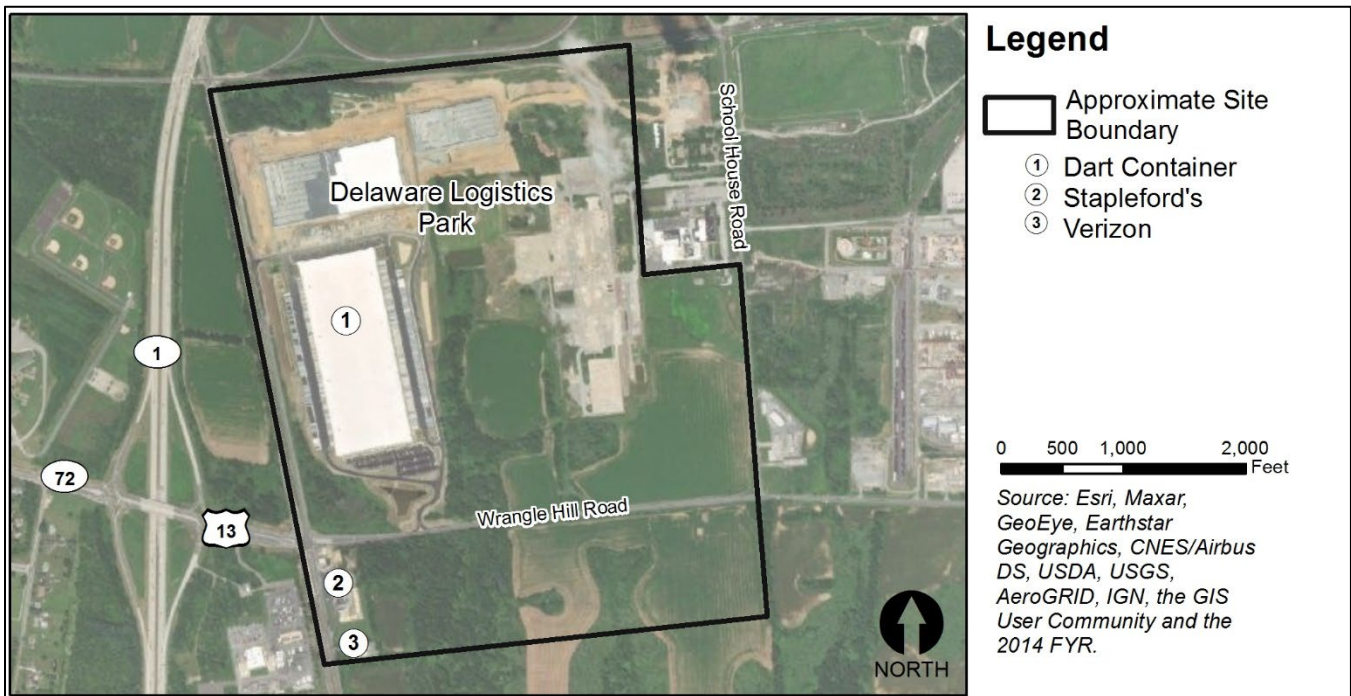 School House Road
Delaware Logistics
Park
1
1
72
13
Wrangle Hill Road
2
3
NORTH
Legend
Approximate Site
Boundary
1 Dart Container
2 Stapleford's
3 Verizon
0 500 1,000 2,000
Feet
Source: Esri, Maxar,
GeoEye, Earthstar
Geographics, CNES/Airbus
DS, USDA, USGS,
AeroGRID, IGN, the GIS
User Community and the
2014 FYR.